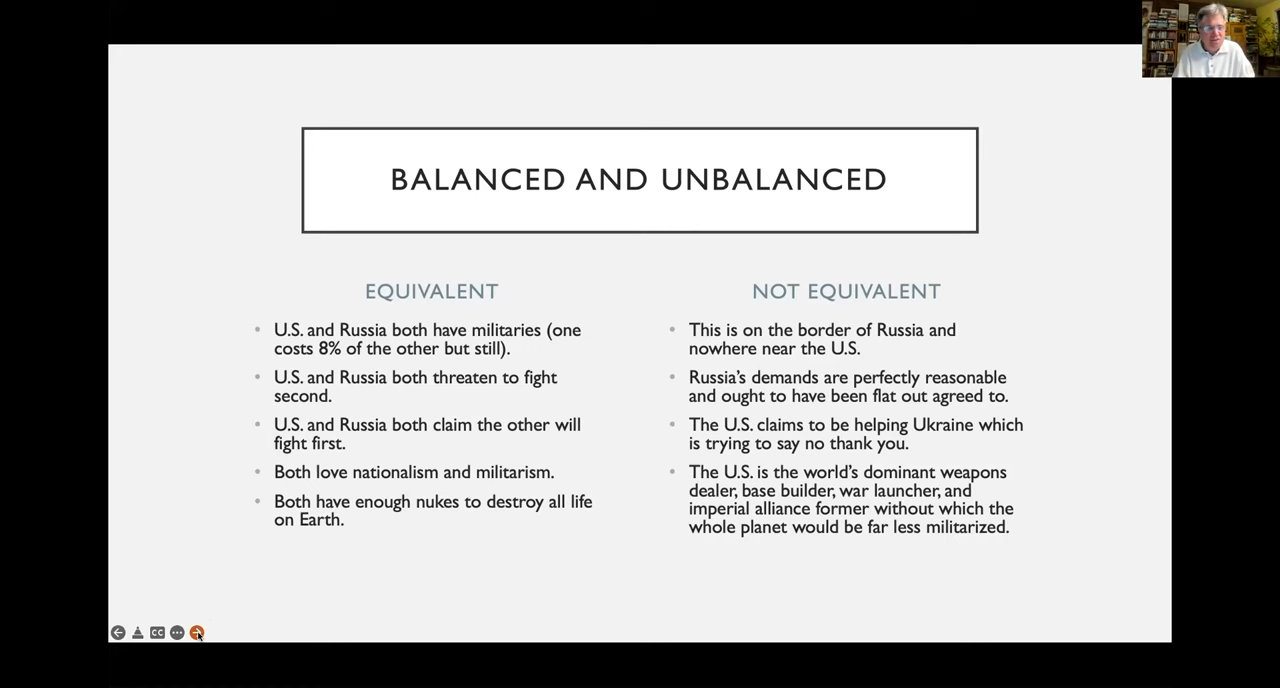 BALANCED AND UNBALANCED
EQUIVALENT
U.S. and Russia both have militaries (one
costs 8% of the other but still).
U.S. and Russia both threaten to fight
second.
U.S. and Russia both claim the other will
fight first.
Both love nationalism and militarism.
Both have enough nukes to destroy all life
on Earth.
NOT EQUIVALENT
This is on the border of Russia and
nowhere near the U.S.
Russia's demands are perfectly reasonable
and ought to have been flat out agreed to.
The U.S. claims to be helping Ukraine which
is trying to say no thank you.
The U.S. is the world's dominant weapons
dealer, base builder, war launcher, and
imperial alliance former without which the
whole planet would be far less militarized.
CC